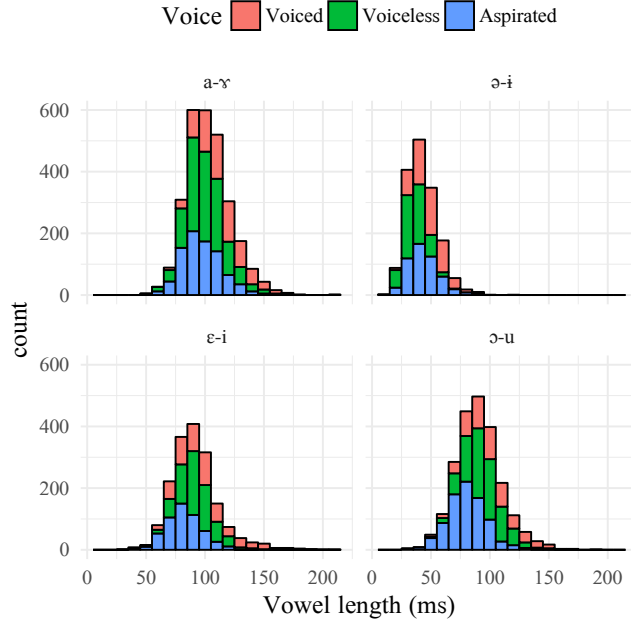 Voice Voiced Voiceless Aspirated
a-ɤ
ə-ɨ
600
400
200
0
ɛ-i
ɔ-u
600
400
200
0
count
0 50 100 150 200
0 50 100 150 200
Vowel length (ms)